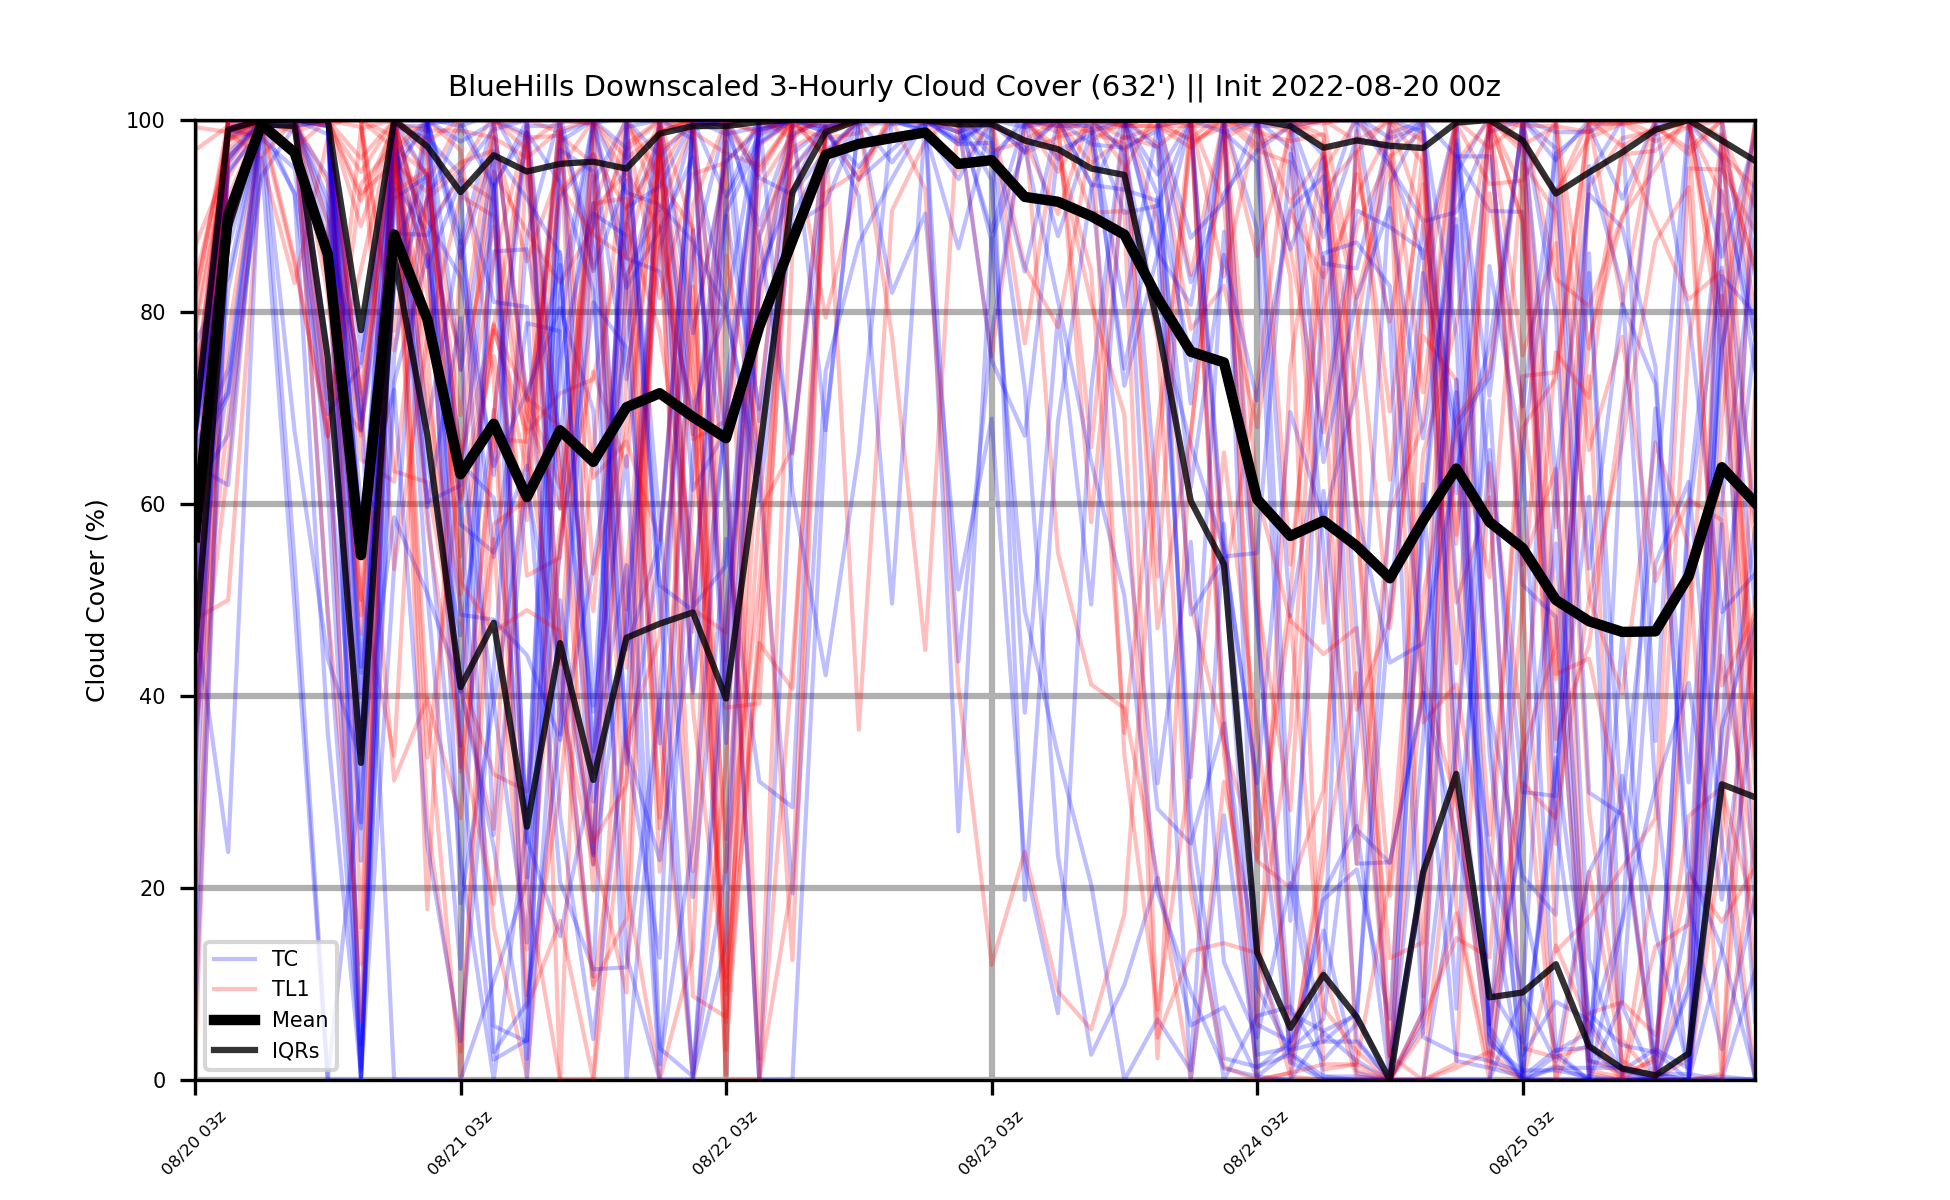 BlueHills Downscaled 3-Hourly Cloud Cover (632') || Init 2022-08-20 00z
Cloud Cover (%)
100
80
60
40
20
0
TC
TL1
Mean
IQRs
08/20 03z
08/21 03z
08/22 03z
08/23 03z
08/24 03z
08/25 03z